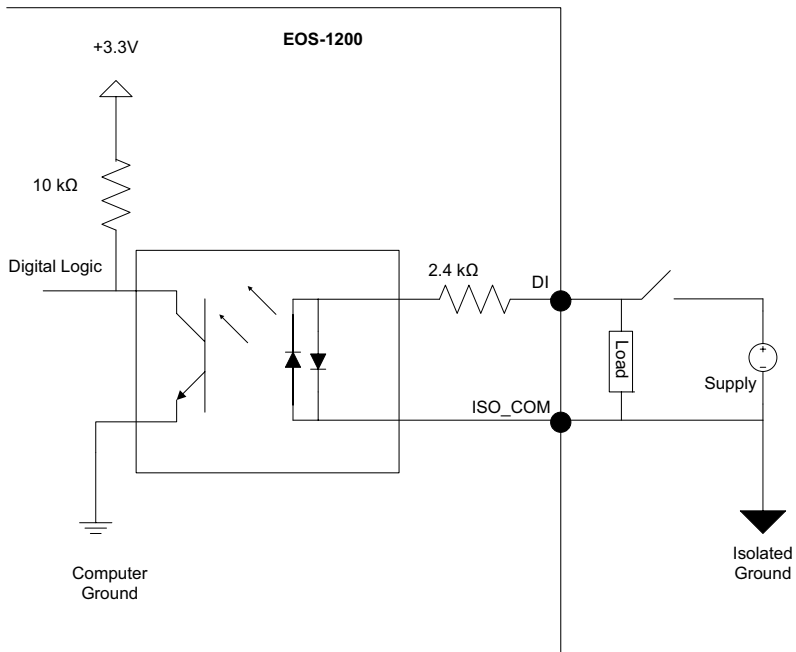 EOS-1200
+3.3V
10 kΩ
Digital Logic
2.4 kΩ
DI
Load
+
−
Supply
ISO_COM
Computer
Ground
Isolated
Ground